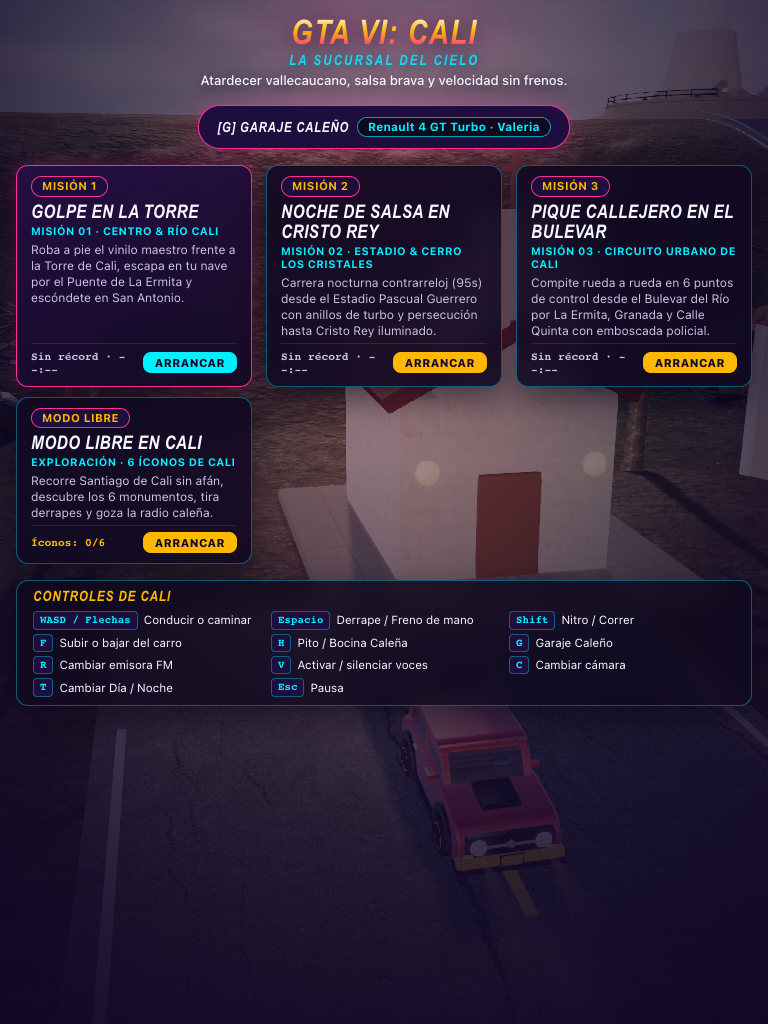 GTA VI: CALI
LA SUCURSAL DEL CIELO
Atardecer vallecaucano, salsa brava y velocidad sin frenos.
[G] GARAJE CALEÑO Renault 4 GT Turbo · Valeria
MISIÓN 1
GOLPE EN LA TORRE
MISIÓN 01 · CENTRO & RÍO CALI
Roba a pie el vinilo maestro frente a
la Torre de Cali, escapa en tu nave
por el Puente de La Ermita y
escóndete en San Antonio.
Sin récord · -
-:--
ARRANCAR
MISIÓN 2
NOCHE DE SALSA EN
CRISTO REY
MISIÓN 02 · ESTADIO & CERRO
LOS CRISTALES
Carrera nocturna contrarreloj (95s)
desde el Estadio Pascual Guerrero
con anillos de turbo y persecución
hasta Cristo Rey iluminado.
Sin récord · -
-:--
ARRANCAR
MISIÓN 3
PIQUE CALLEJERO EN EL
BULEVAR
MISIÓN 03 · CIRCUITO URBANO DE
CALI
Compite rueda a rueda en 6 puntos
de control desde el Bulevar del Río
por La Ermita, Granada y Calle
Quinta con emboscada policial.
Sin récord · -
-:--
ARRANCAR
MODO LIBRE
MODO LIBRE EN CALI
EXPLORACIÓN · 6 ÍCONOS DE CALI
Recorre Santiago de Cali sin afán,
descubre los 6 monumentos, tira
derrapes y goza la radio caleña.
Íconos: 0/6
ARRANCAR
CONTROLES DE CALI
WASD / Flechas Conducir o caminar
Espacio Derrape / Freno de mano
Shift Nitro / Correr
F Subir o bajar del carro
H Pito / Bocina Caleña
G Garaje Caleño
R Cambiar emisora FM
V Activar / silenciar voces
C Cambiar cámara
T Cambiar Día / Noche
Esc Pausa